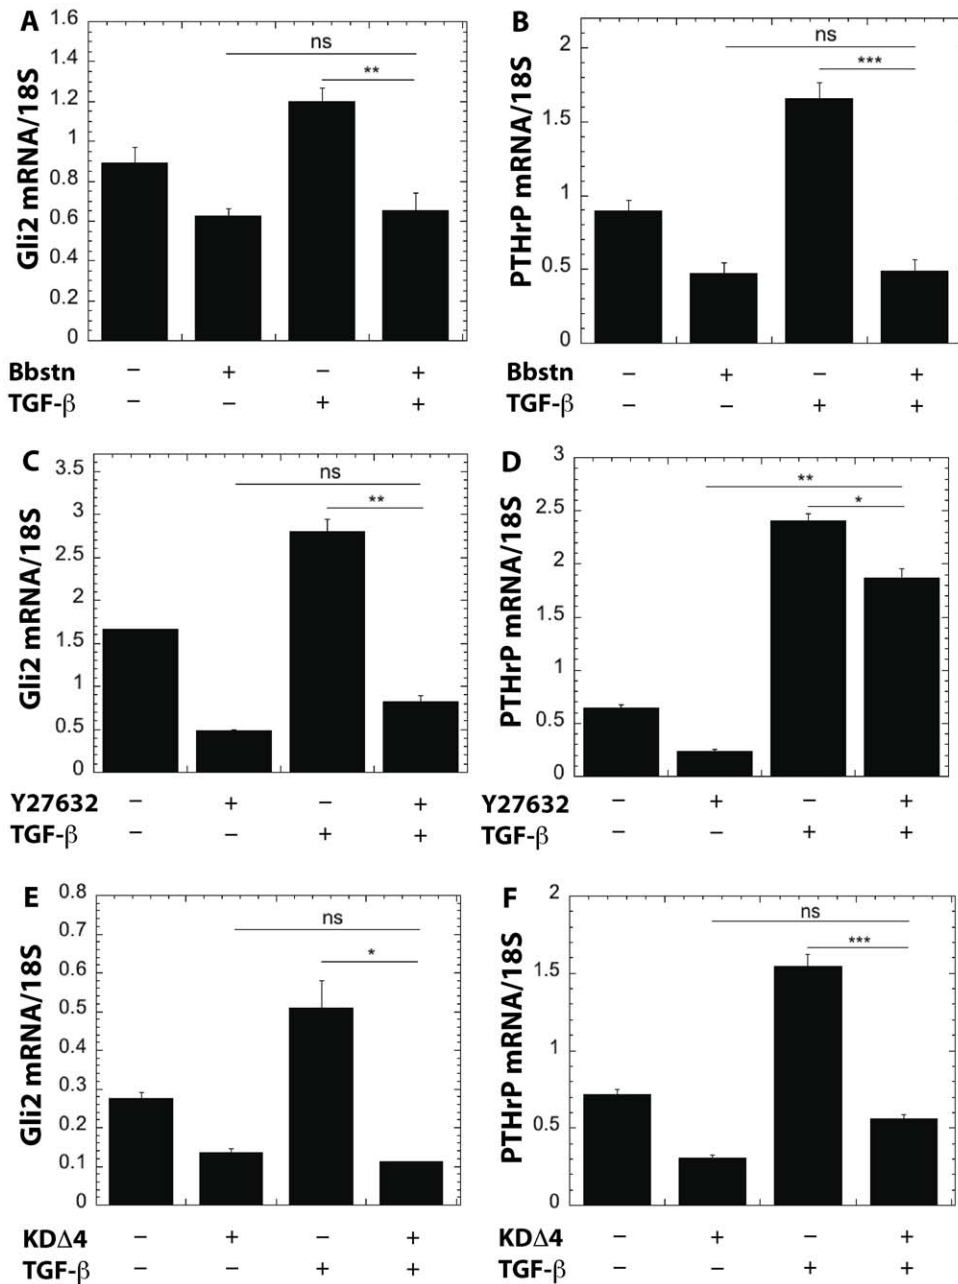 A
Gli2 mRNA/18S
1.6
1.4
1.2
1
0.8
0.6
0.4
0.2
0
ns
**
Bbstn – + – +
TGF-β – – + +
B
PTHrP mRNA/18S
2
1.5
1
0.5
0
ns
***
Bbstn – + – +
TGF-β – – + +
C
Gli2 mRNA/18S
3.5
3
2.5
2
1.5
1
0.5
0
ns
**
Y27632 – + – +
TGF-β – – + +
D
PTHrP mRNA/18S
3
2.5
2
1.5
1
0.5
0
**
*
Y27632 – + – +
TGF-β – – + +
E
Gli2 mRNA/18S
0.8
0.7
0.6
0.5
0.4
0.3
0.2
0.1
0
ns
*
KDΔ4 – + – +
TGF-β – – + +
F
PTHrP mRNA/18S
2
1.5
1
0.5
0
ns
***
KDΔ4 – + – +
TGF-β – – + +